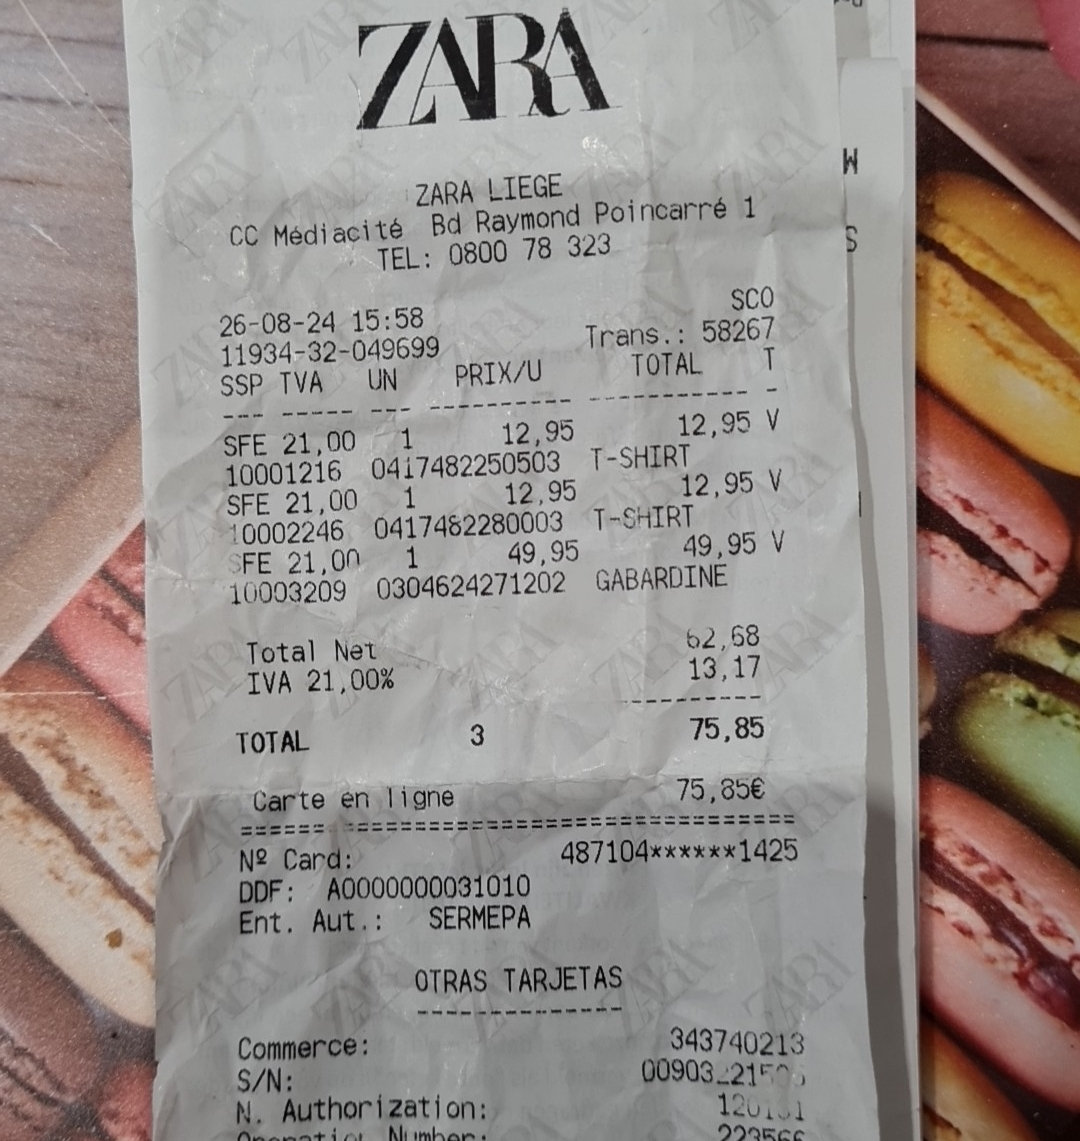 ZARA
ZARA LIEGE
CC Médiacité Bd Raymond Poincarré 1
TEL: 0800 78 323
SCO
26-08-24 15:58
Trans.: 58267
11934-32-049699
SSP TVA UN PRIX/U TOTAL T
--- ----- --- ---------- ----------- -
SFE 21,00 1 12,95 12,95 V
10001216 0417482250503 T-SHIRT
SFE 21,00 1 12,95 12,95 V
10002246 0417482280003 T-SHIRT
SFE 21,00 1 49,95 49,95 V
10003209 0304624271202 GABARDINE
Total Net 62,68
IVA 21,00% 13,17
----------
TOTAL 3 75,85
Carte en ligne 75,85€
======================================
Nº Card: 487104******1425
DDF: A0000000031010
Ent. Aut.: SERMEPA
OTRAS TARJETAS
--------------
Commerce: 343740213
S/N:
N. Authorization:
Operation Number: 223566
W
S